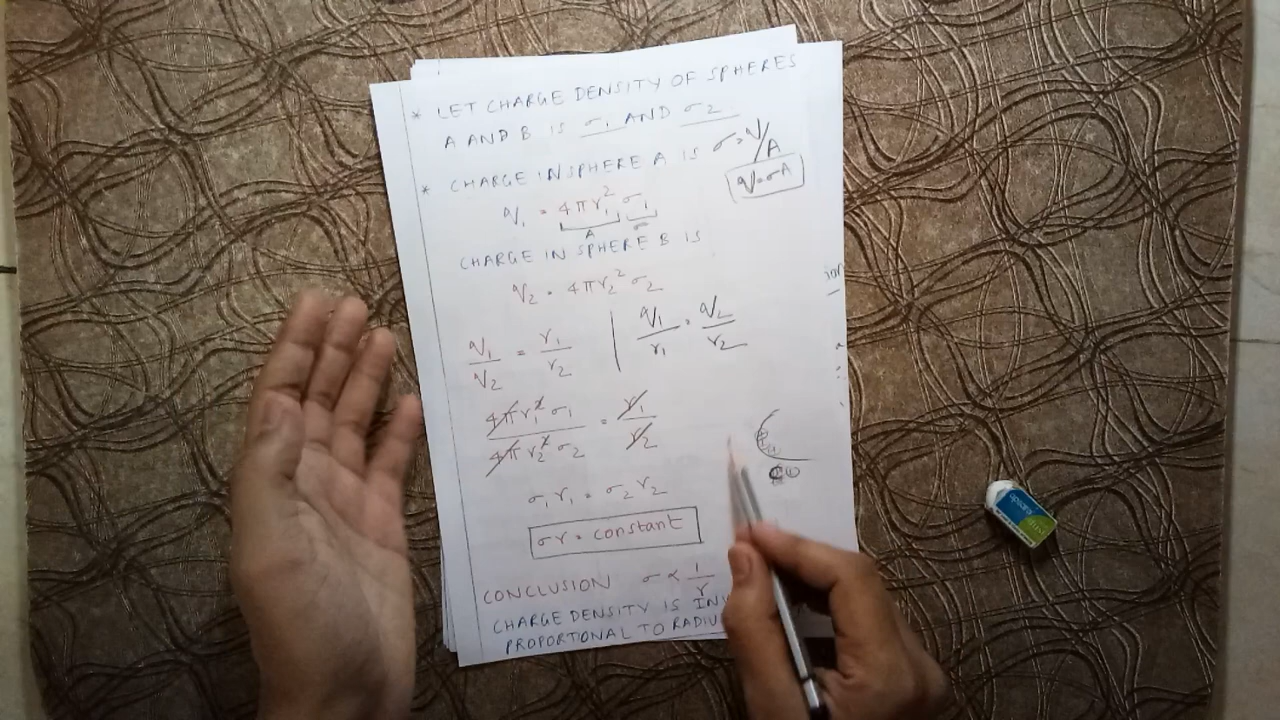 * LET CHARGE DENSITY OF SPHERES
A AND B IS σ₁ AND σ₂
* CHARGE IN SPHERE A IS
σ = q/A
q = σA
q₁ = 4πr₁² σ₁
A σ
CHARGE IN SPHERE B IS
q₂ = 4πr₂² σ₂
q₁/q₂ = r₁/r₂ | q₁/r₁ = q₂/r₂
4πr₁² σ₁ / 4πr₂² σ₂ = r₁/r₂
σ₁ r₁ = σ₂ r₂
σr = constant
CONCLUSION σ ∝ 1/r
CHARGE DENSITY IS INV
PROPORTIONAL TO RADIU
apsara